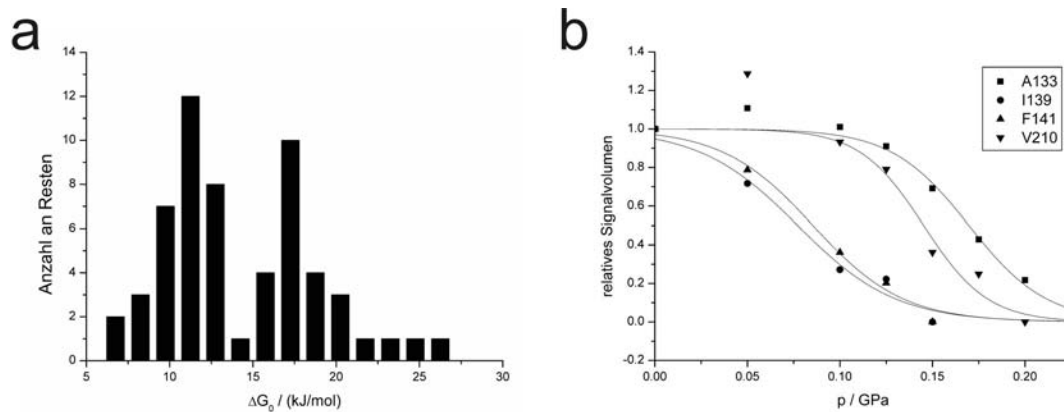 a
14
12
10
8
6
4
2
0
Anzahl an Resten
5
10
15
20
25
30
ΔG₀ / (kJ/mol)
b
1.4
1.2
1.0
0.8
0.6
0.4
0.2
0.0
-0.2
relatives Signalvolumen
0.00
0.05
0.10
0.15
0.20
p / GPa
A133
I139
F141
V210